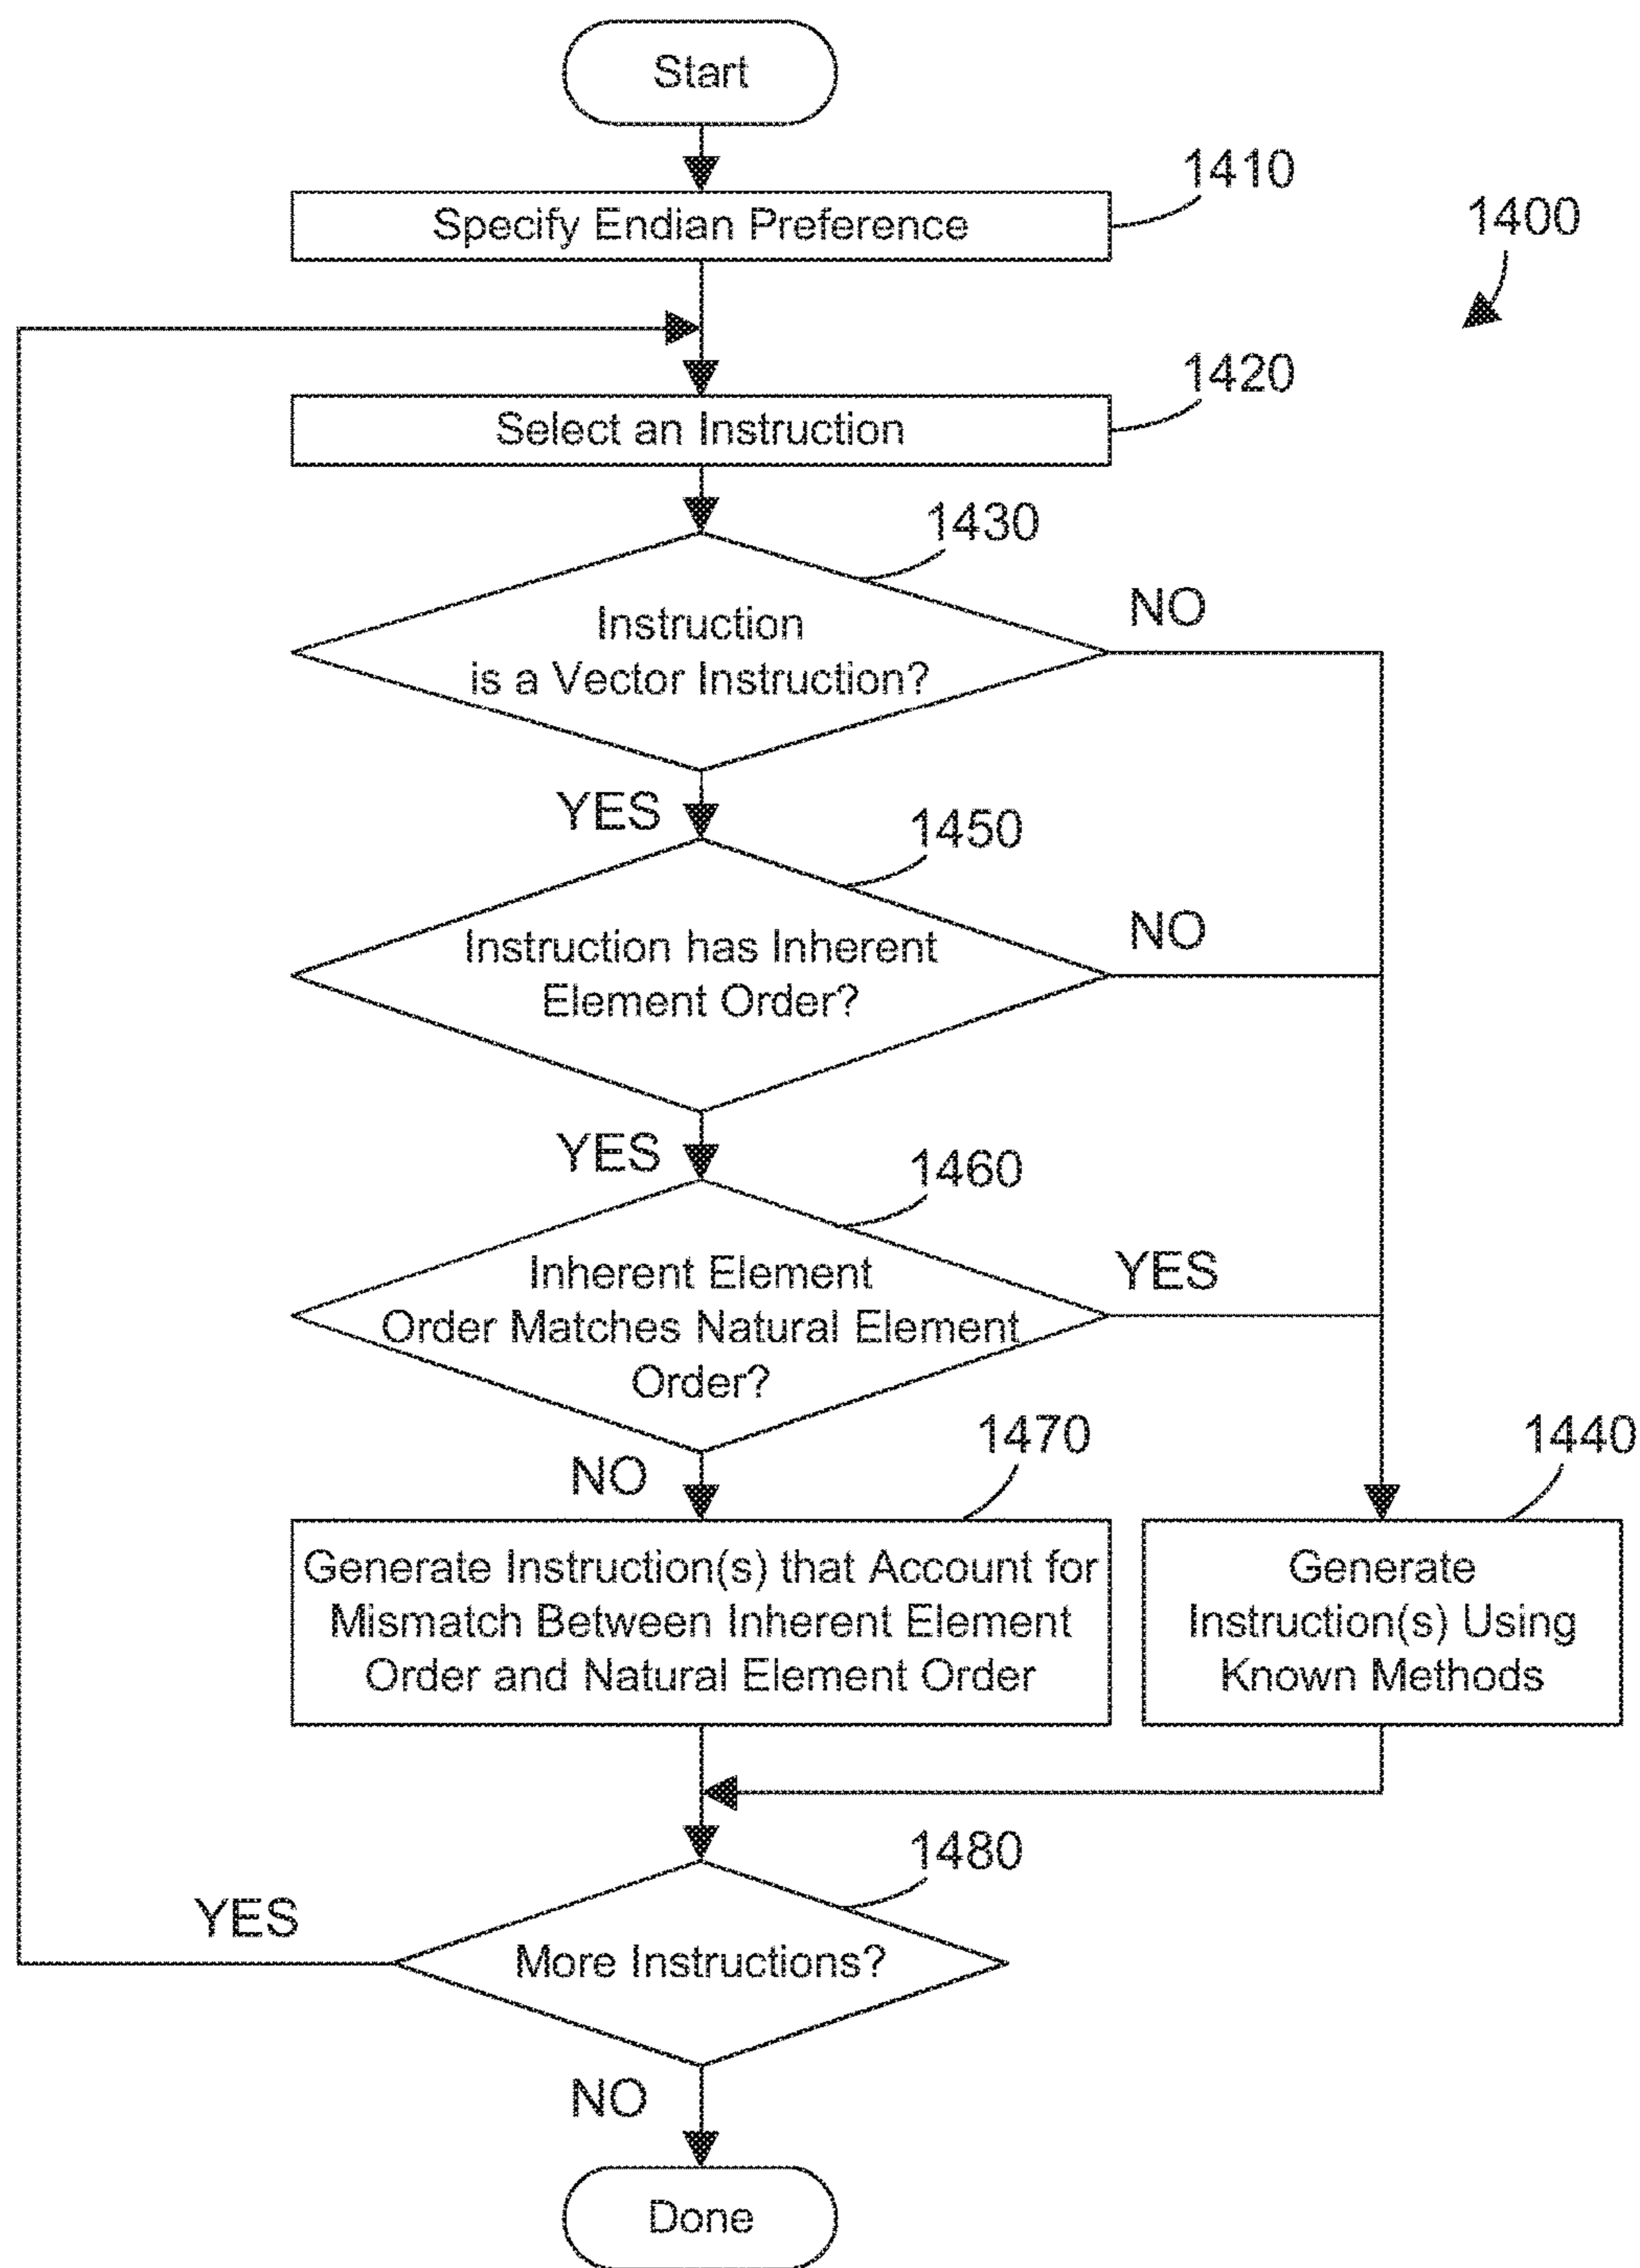 Start
1410
Specify Endian Preference
1400
1420
Select an Instruction
1430
NO
Instruction
is a Vector Instruction?
YES
1450
NO
Instruction has Inherent
Element Order?
YES
1460
YES
Inherent Element
Order Matches Natural Element
Order?
NO
1470
1440
Generate Instruction(s) that Account for
Mismatch Between Inherent Element
Order and Natural Element Order
Generate
Instruction(s) Using
Known Methods
1480
YES
More Instructions?
NO
Done